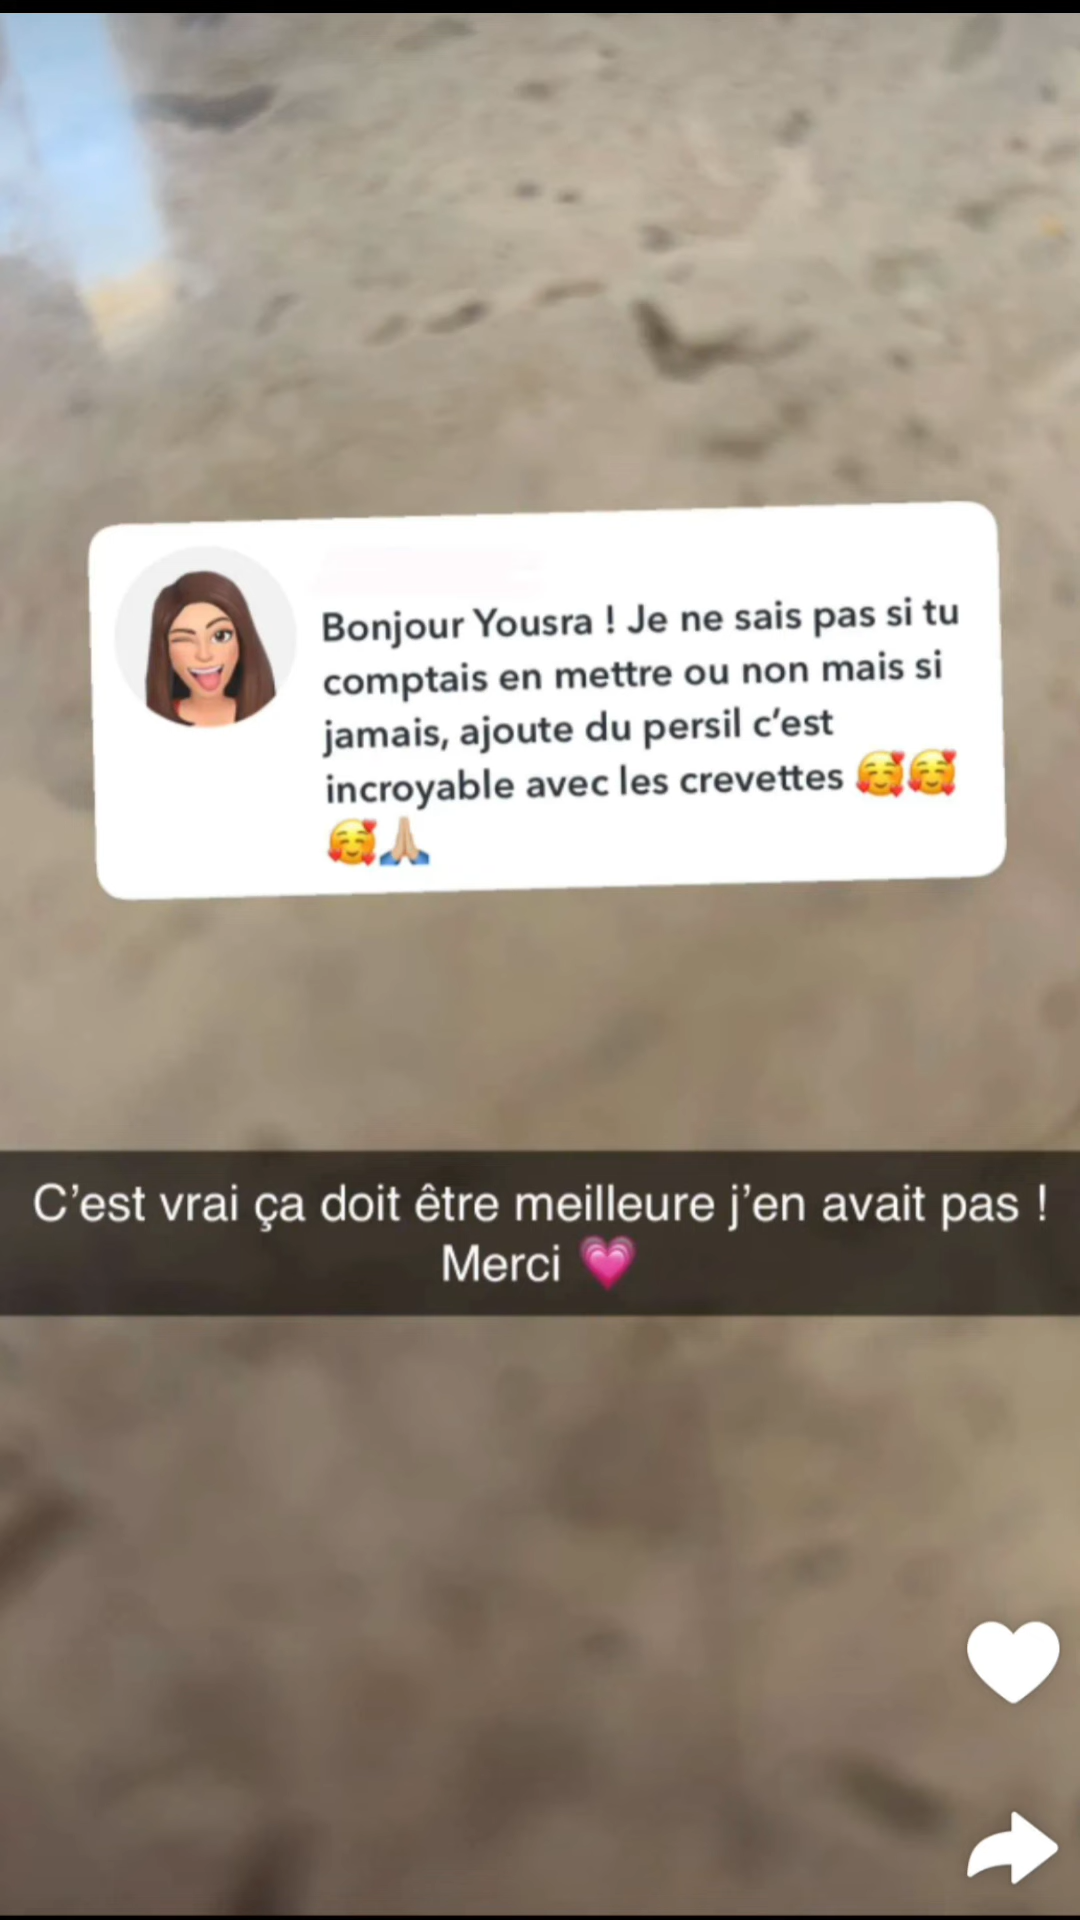 Bonjour Yousra ! Je ne sais pas si tu
comptais en mettre ou non mais si
jamais, ajoute du persil c’est
incroyable avec les crevettes 🥰🥰
🥰🙏🏼
C’est vrai ça doit être meilleure j’en avait pas !
Merci 💗